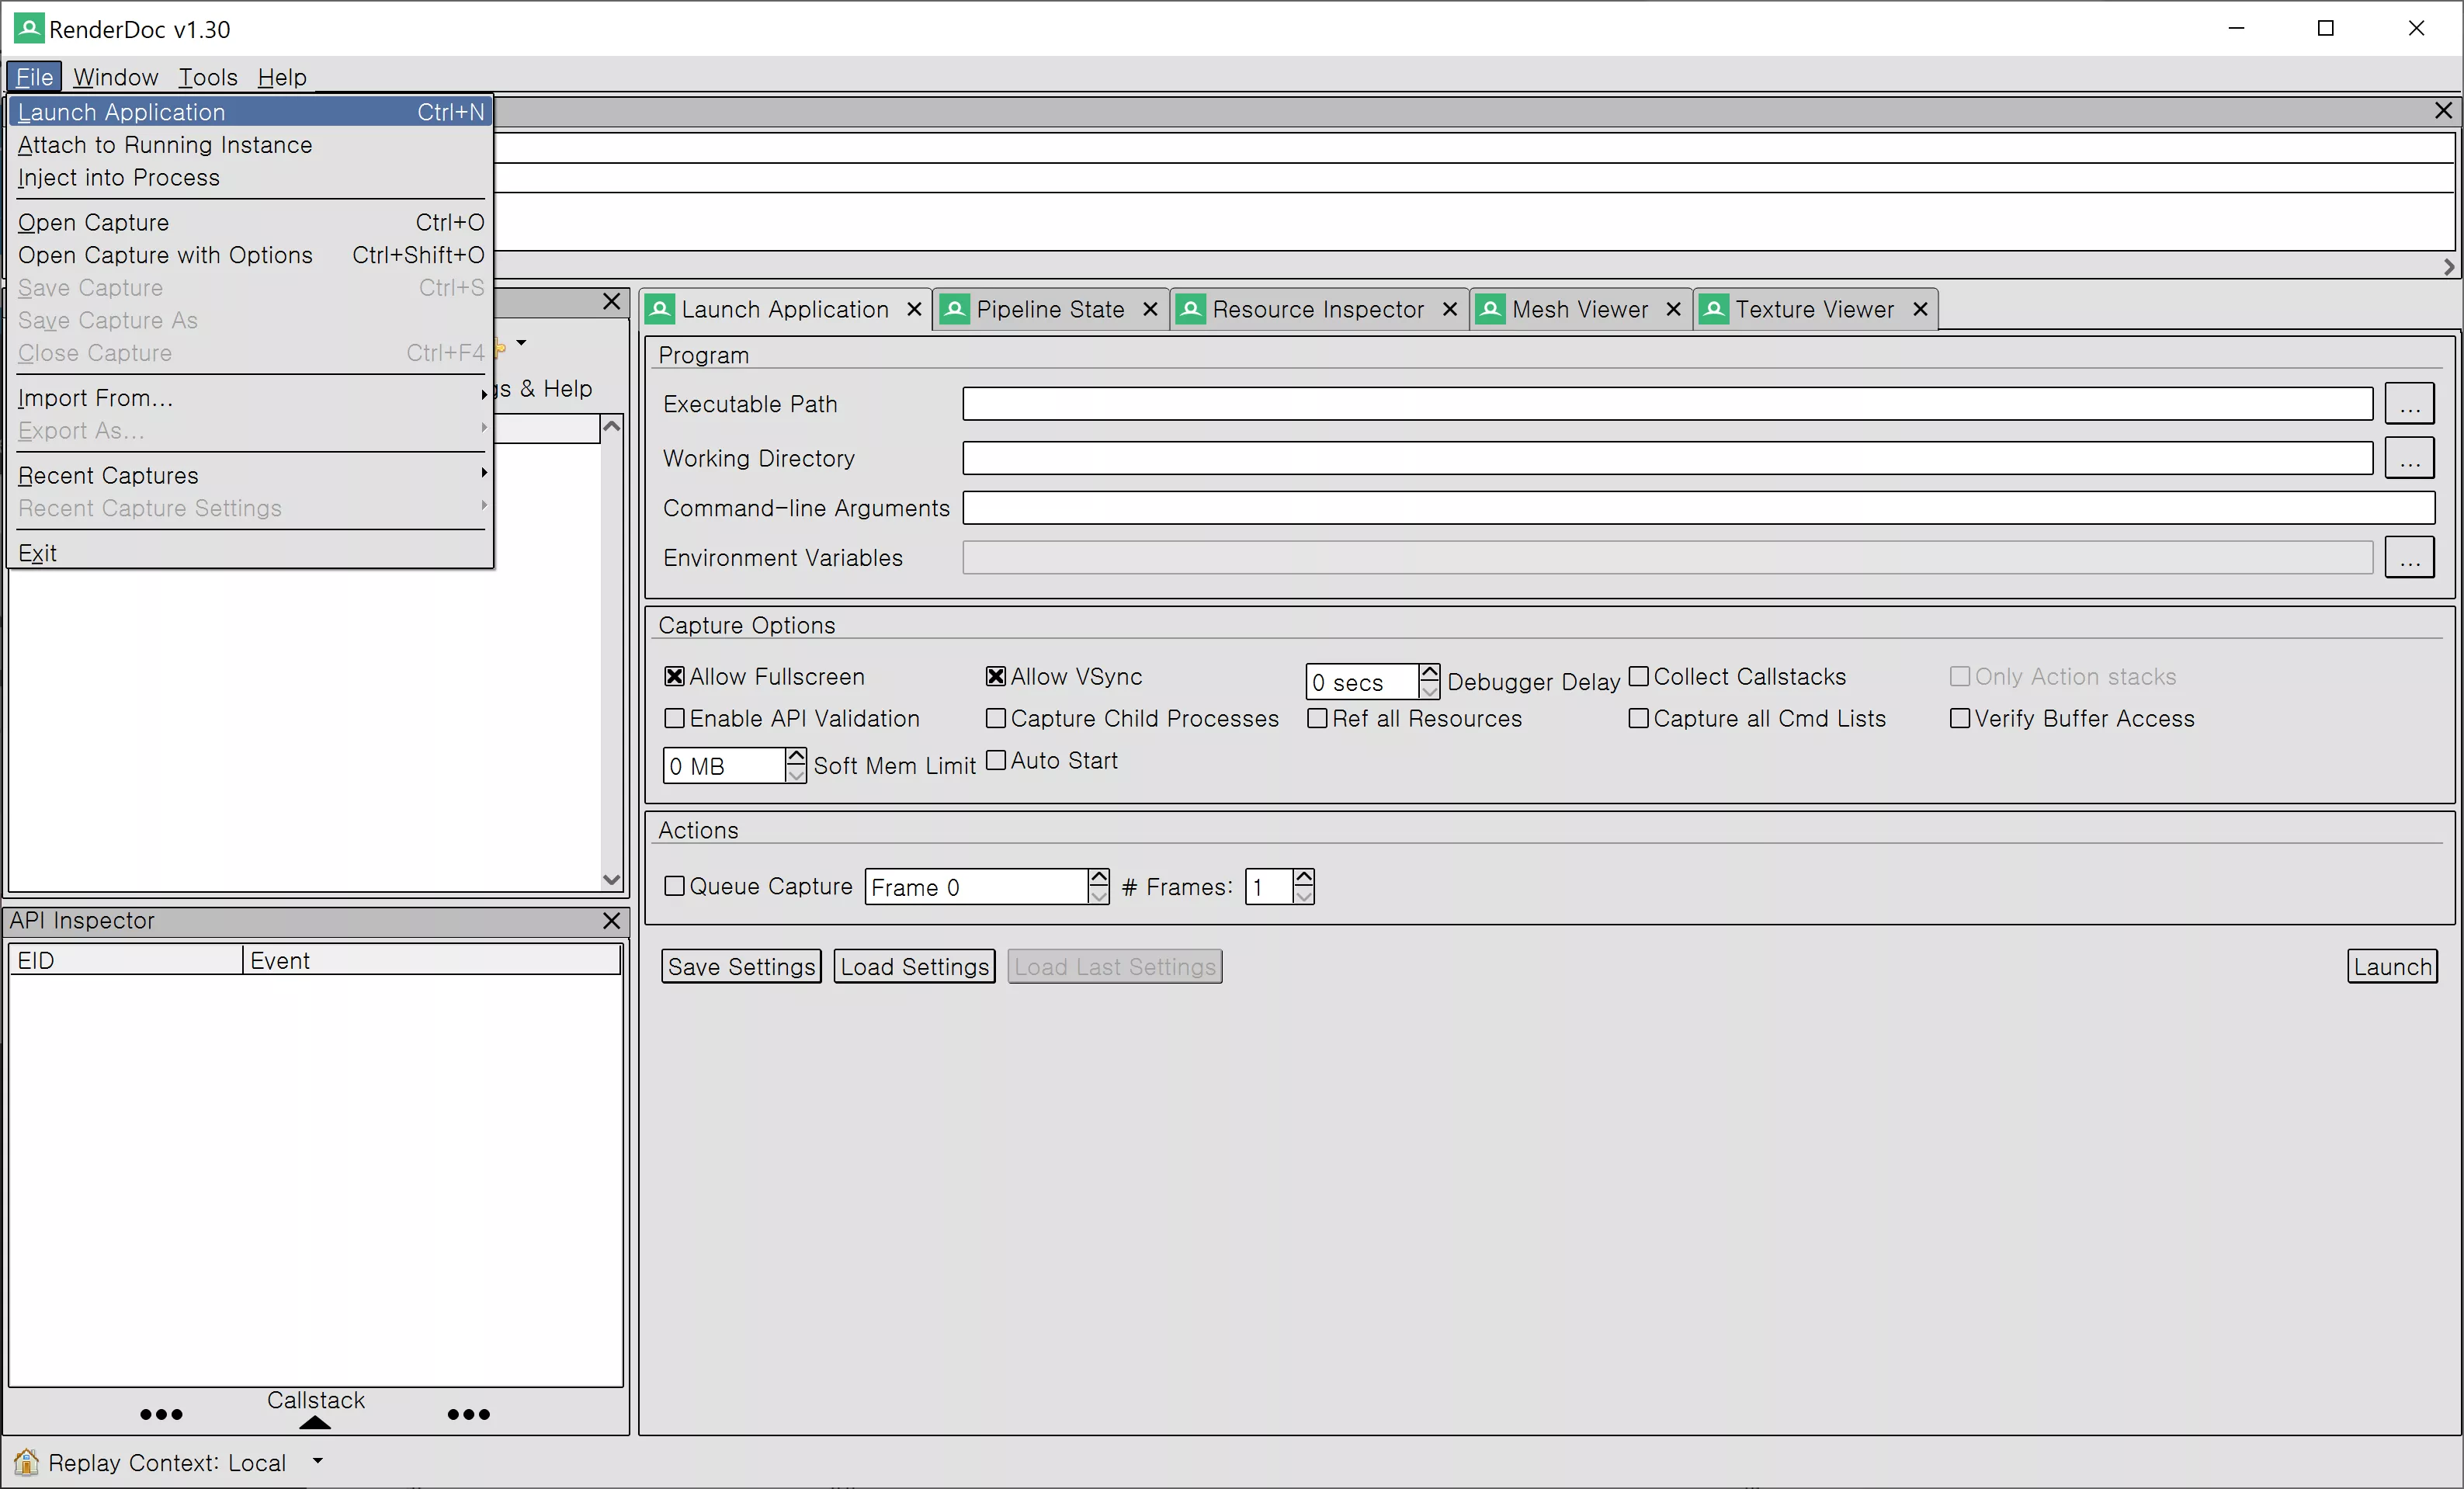 RenderDoc v1.30
File Window Tools Help
Launch Application Ctrl+N
Attach to Running Instance
Inject into Process
Open Capture Ctrl+O
Open Capture with Options Ctrl+Shift+O
Save Capture Ctrl+S
Save Capture As
Close Capture Ctrl+F4
Import From...
Export As...
Recent Captures
Recent Capture Settings
Exit
& Help
API Inspector
EID Event
Callstack
Launch Application Pipeline State Resource Inspector Mesh Viewer Texture Viewer
Program
Executable Path ...
Working Directory ...
Command-line Arguments
Environment Variables ...
Capture Options
Allow Fullscreen Allow VSync 0 secs Debugger Delay Collect Callstacks Only Action stacks
Enable API Validation Capture Child Processes Ref all Resources Capture all Cmd Lists Verify Buffer Access
0 MB Soft Mem Limit Auto Start
Actions
Queue Capture Frame 0 # Frames: 1
Save Settings Load Settings Load Last Settings Launch
Replay Context: Local